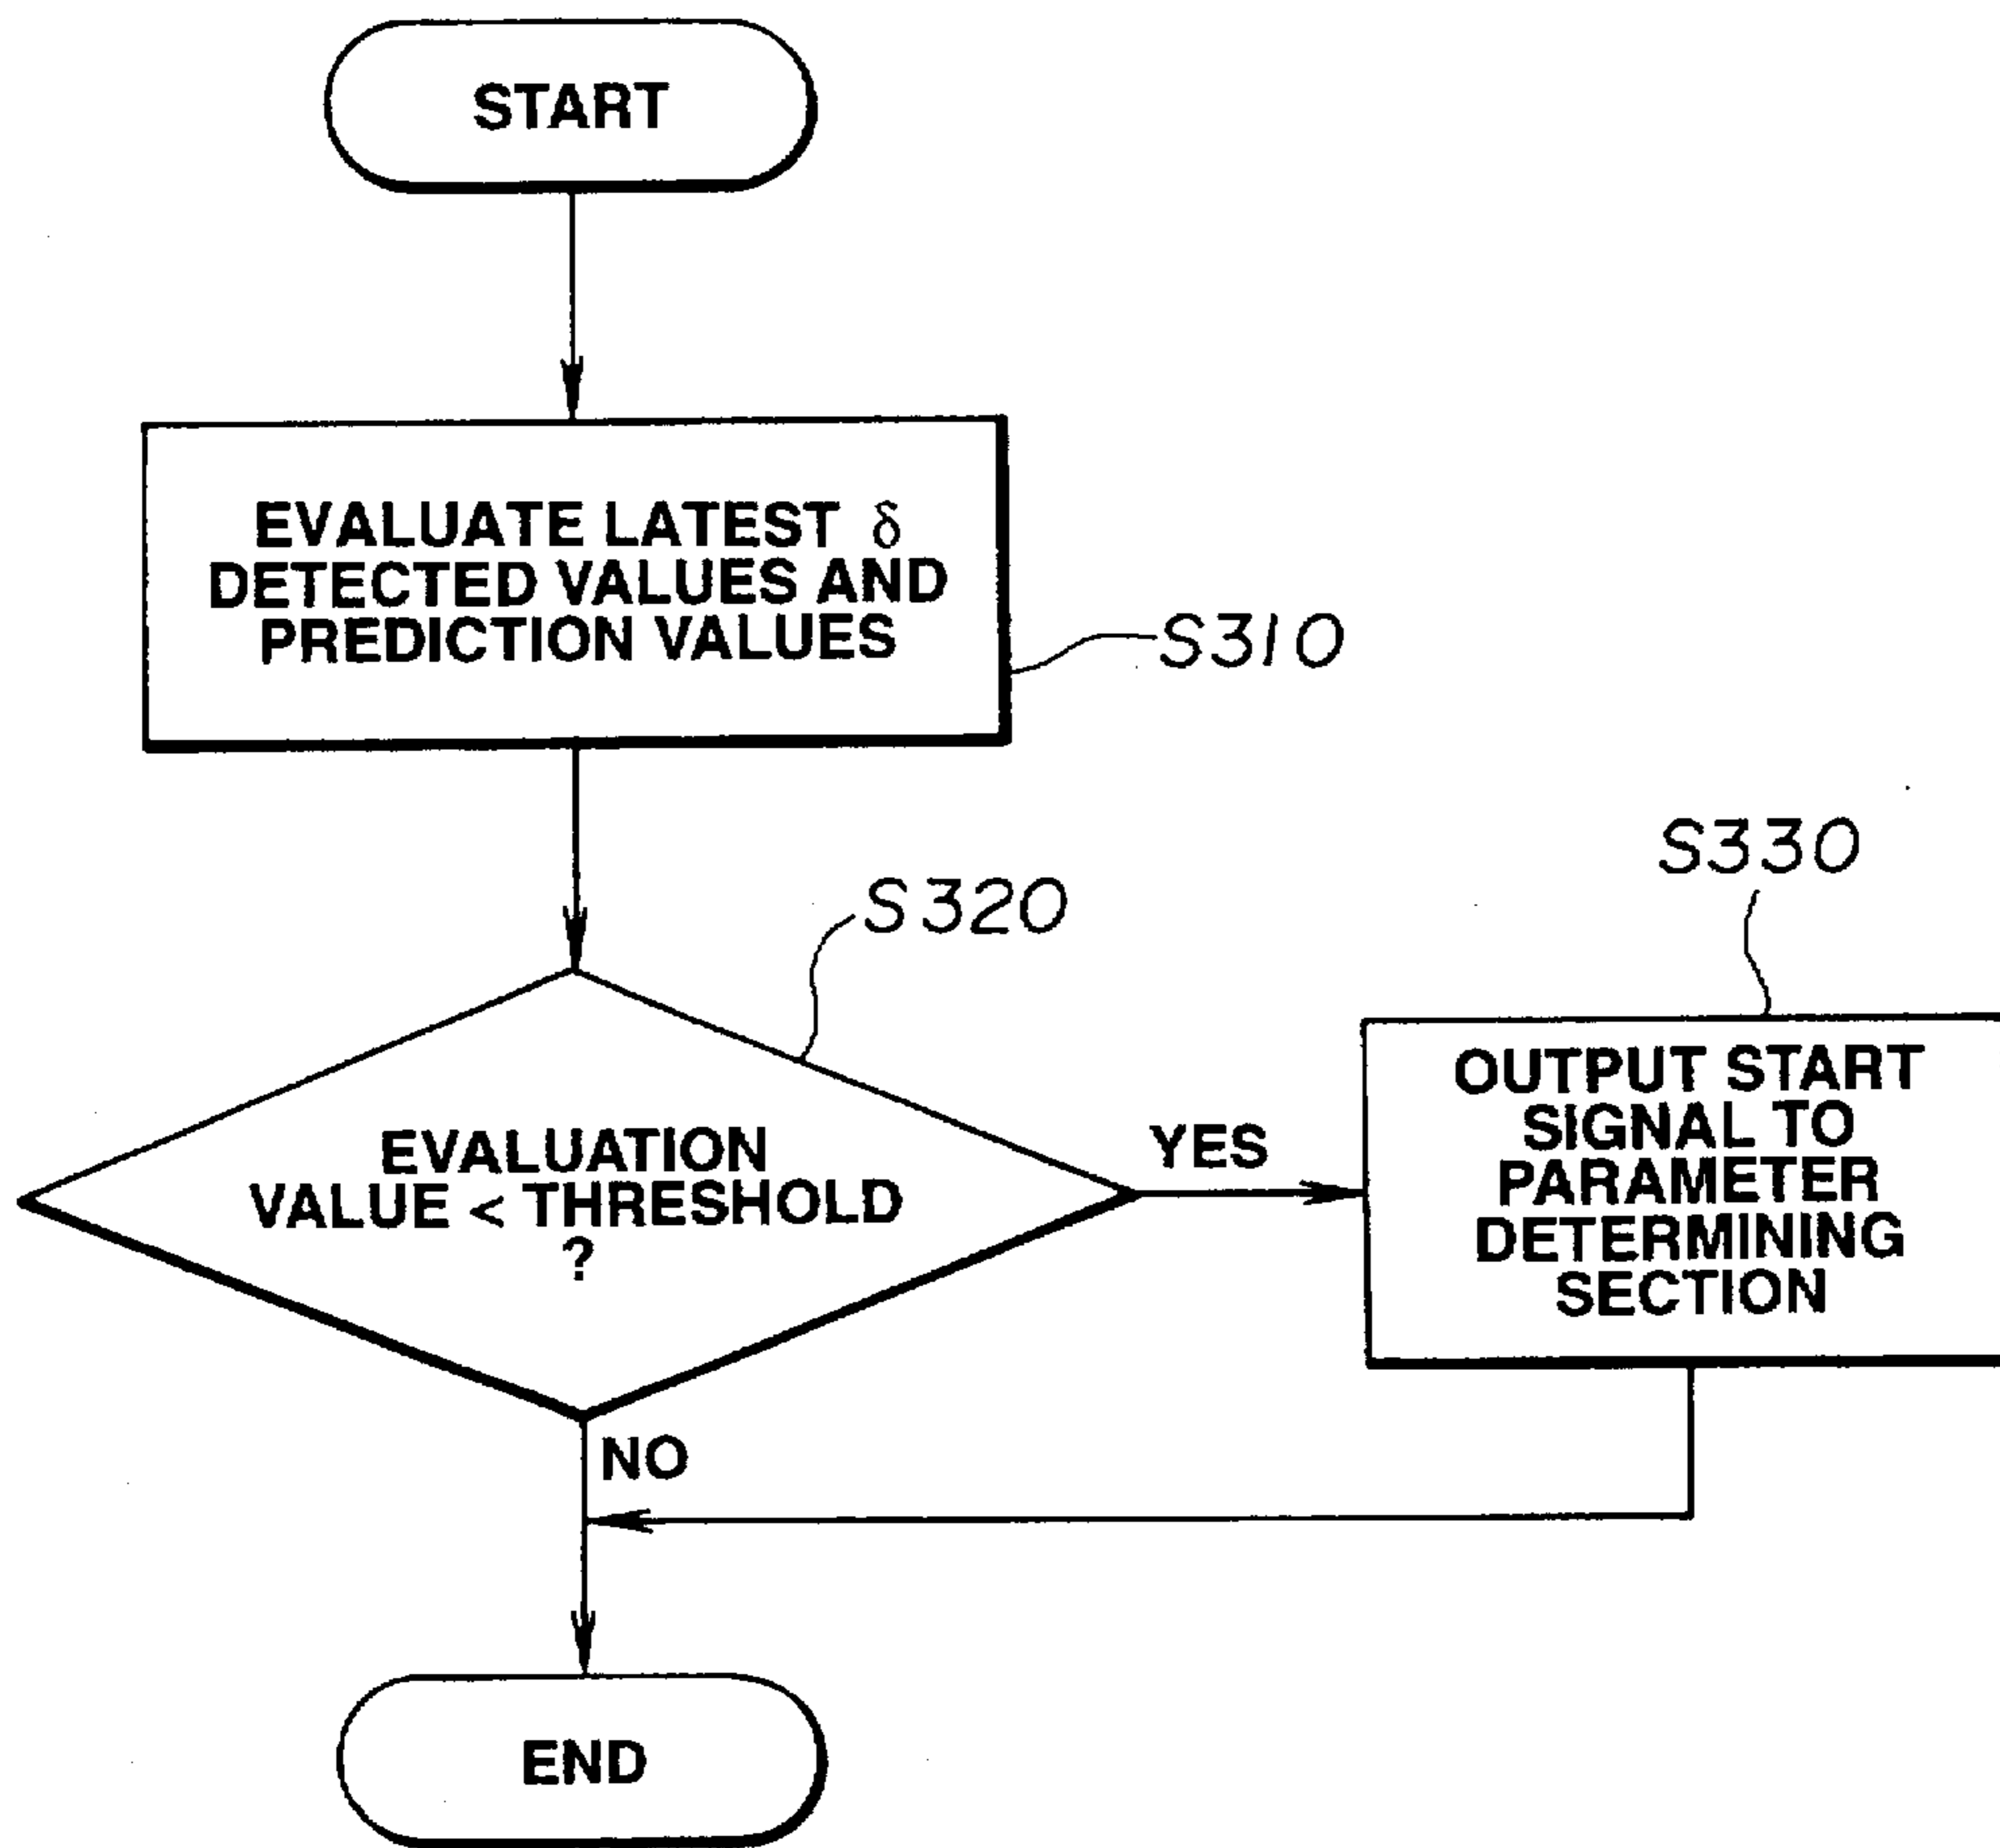 START
EVALUATE LATEST δ
DETECTED VALUES AND
PREDICTION VALUES
S310
S320
S330
EVALUATION
VALUE < THRESHOLD
?
YES
OUTPUT START
SIGNAL TO
PARAMETER
DETERMINING
SECTION
NO
END